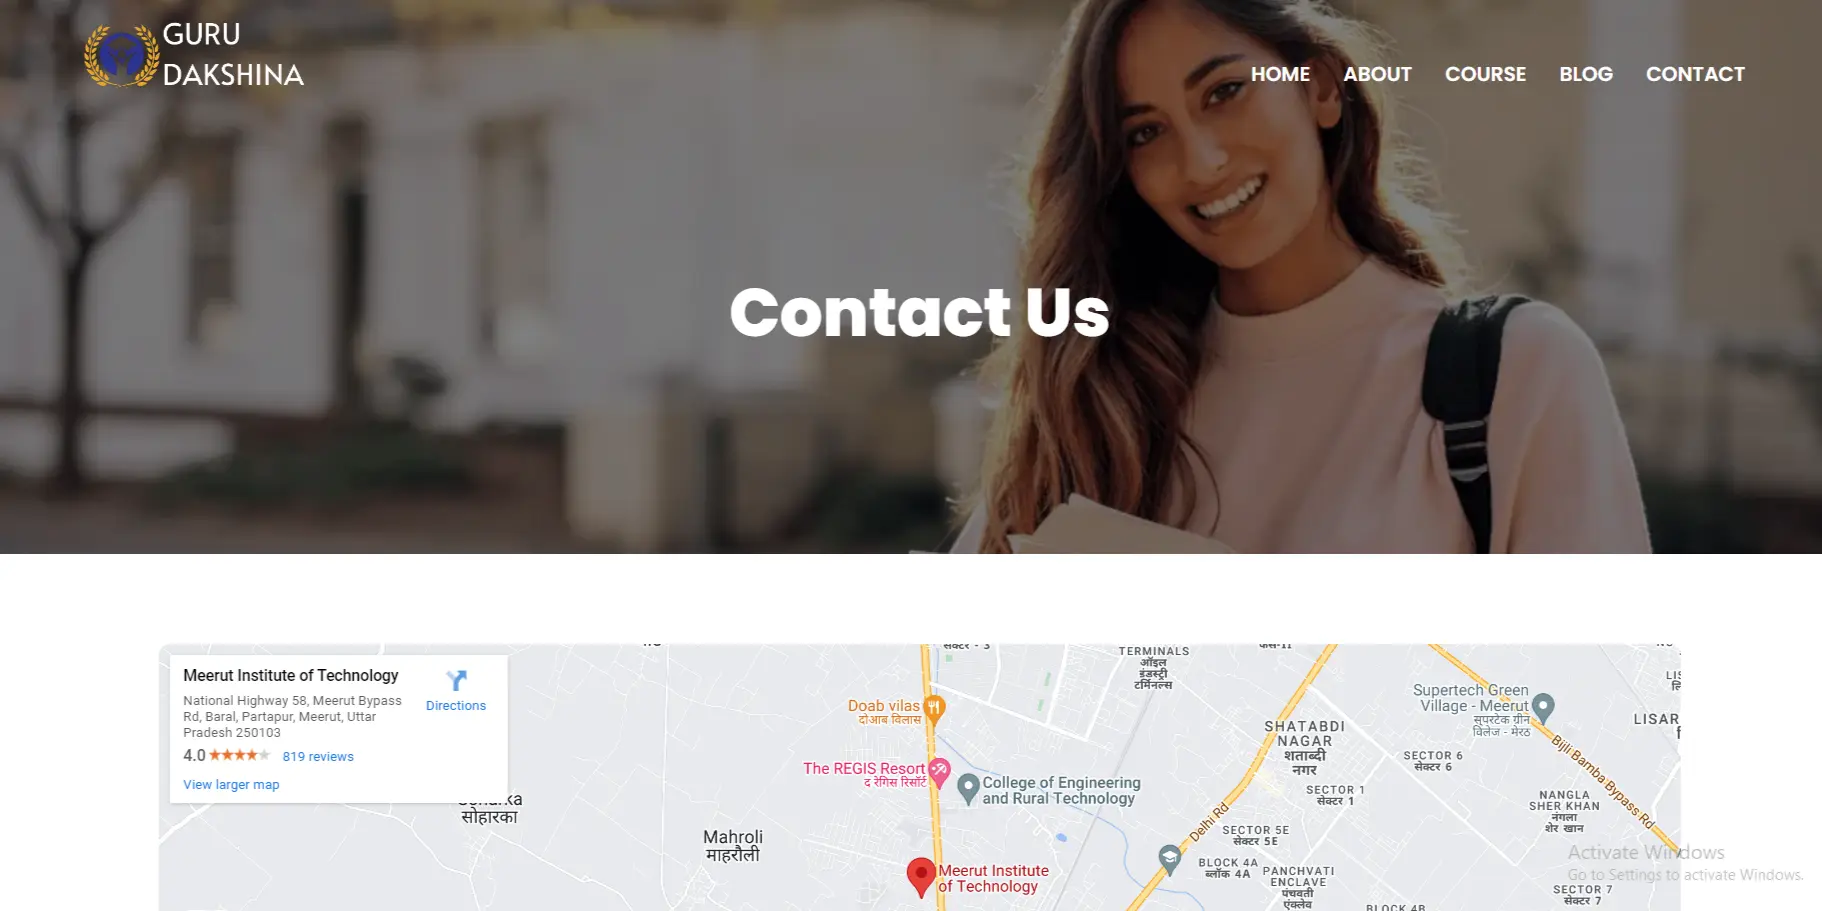 GURU
DAKSHINA
HOME ABOUT COURSE BLOG CONTACT
Contact Us
Meerut Institute of Technology
National Highway 58, Meerut Bypass
Rd, Baral, Partapur, Meerut, Uttar
Pradesh 250103
Directions
4.0 819 reviews
View larger map
सोहारका
Mahroli
माहरौली
सेक्टर - 3
Doab vilas
दोआब विलास
The REGIS Resort
द रेगिस रिसॉर्ट
College of Engineering
and Rural Technology
Meerut Institute
of Technology
TERMINALS
ऑइल
इंडस्ट्री
टर्मिनल्स
Delhi Rd
SHATABDI
NAGAR
शताब्दी
नगर
SECTOR 1
सेक्टर 1
SECTOR 5E
सेक्टर 5E
BLOCK 4A
ब्लॉक 4A
PANCHVATI
ENCLAVE
पंचवती
एंक्लेव
BLOCK 4B
SECTOR 6
सेक्टर 6
Supertech Green
Village - Meerut
सुपरटेक ग्रीन
विलेज - मेरठ
Bijli Bamba Bypass Rd
NANGLA
SHER KHAN
नंगला
शेर खान
LISAR
SECTOR 7
सेक्टर 7
Activate Windows
Go to Settings to activate Windows.